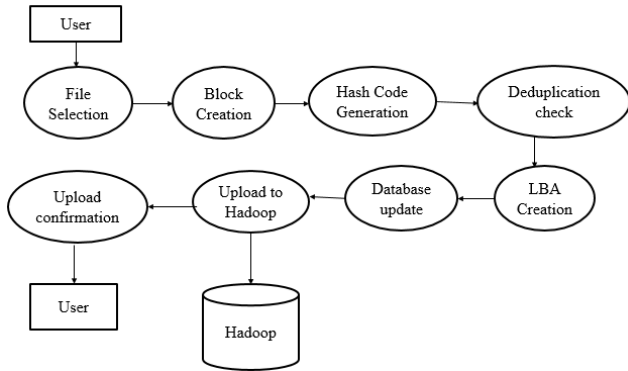 User
File
Selection
Block
Creation
Hash Code
Generation
Deduplication
check
LBA
Creation
Database
update
Upload to
Hadoop
Upload
confirmation
User
Hadoop